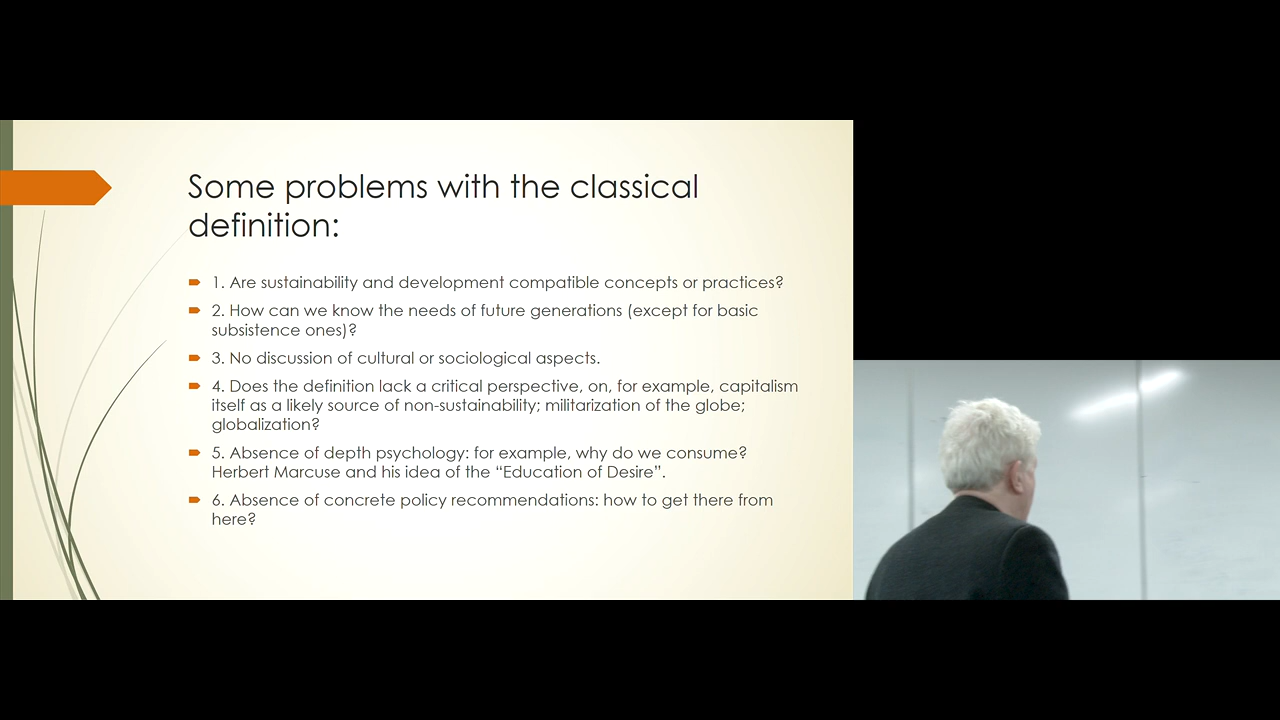 Some problems with the classical
definition:
1. Are sustainability and development compatible concepts or practices?
2. How can we know the needs of future generations (except for basic
subsistence ones)?
3. No discussion of cultural or sociological aspects.
4. Does the definition lack a critical perspective, on, for example, capitalism
itself as a likely source of non-sustainability; militarization of the globe;
globalization?
5. Absence of depth psychology: for example, why do we consume?
Herbert Marcuse and his idea of the “Education of Desire”.
6. Absence of concrete policy recommendations: how to get there from
here?